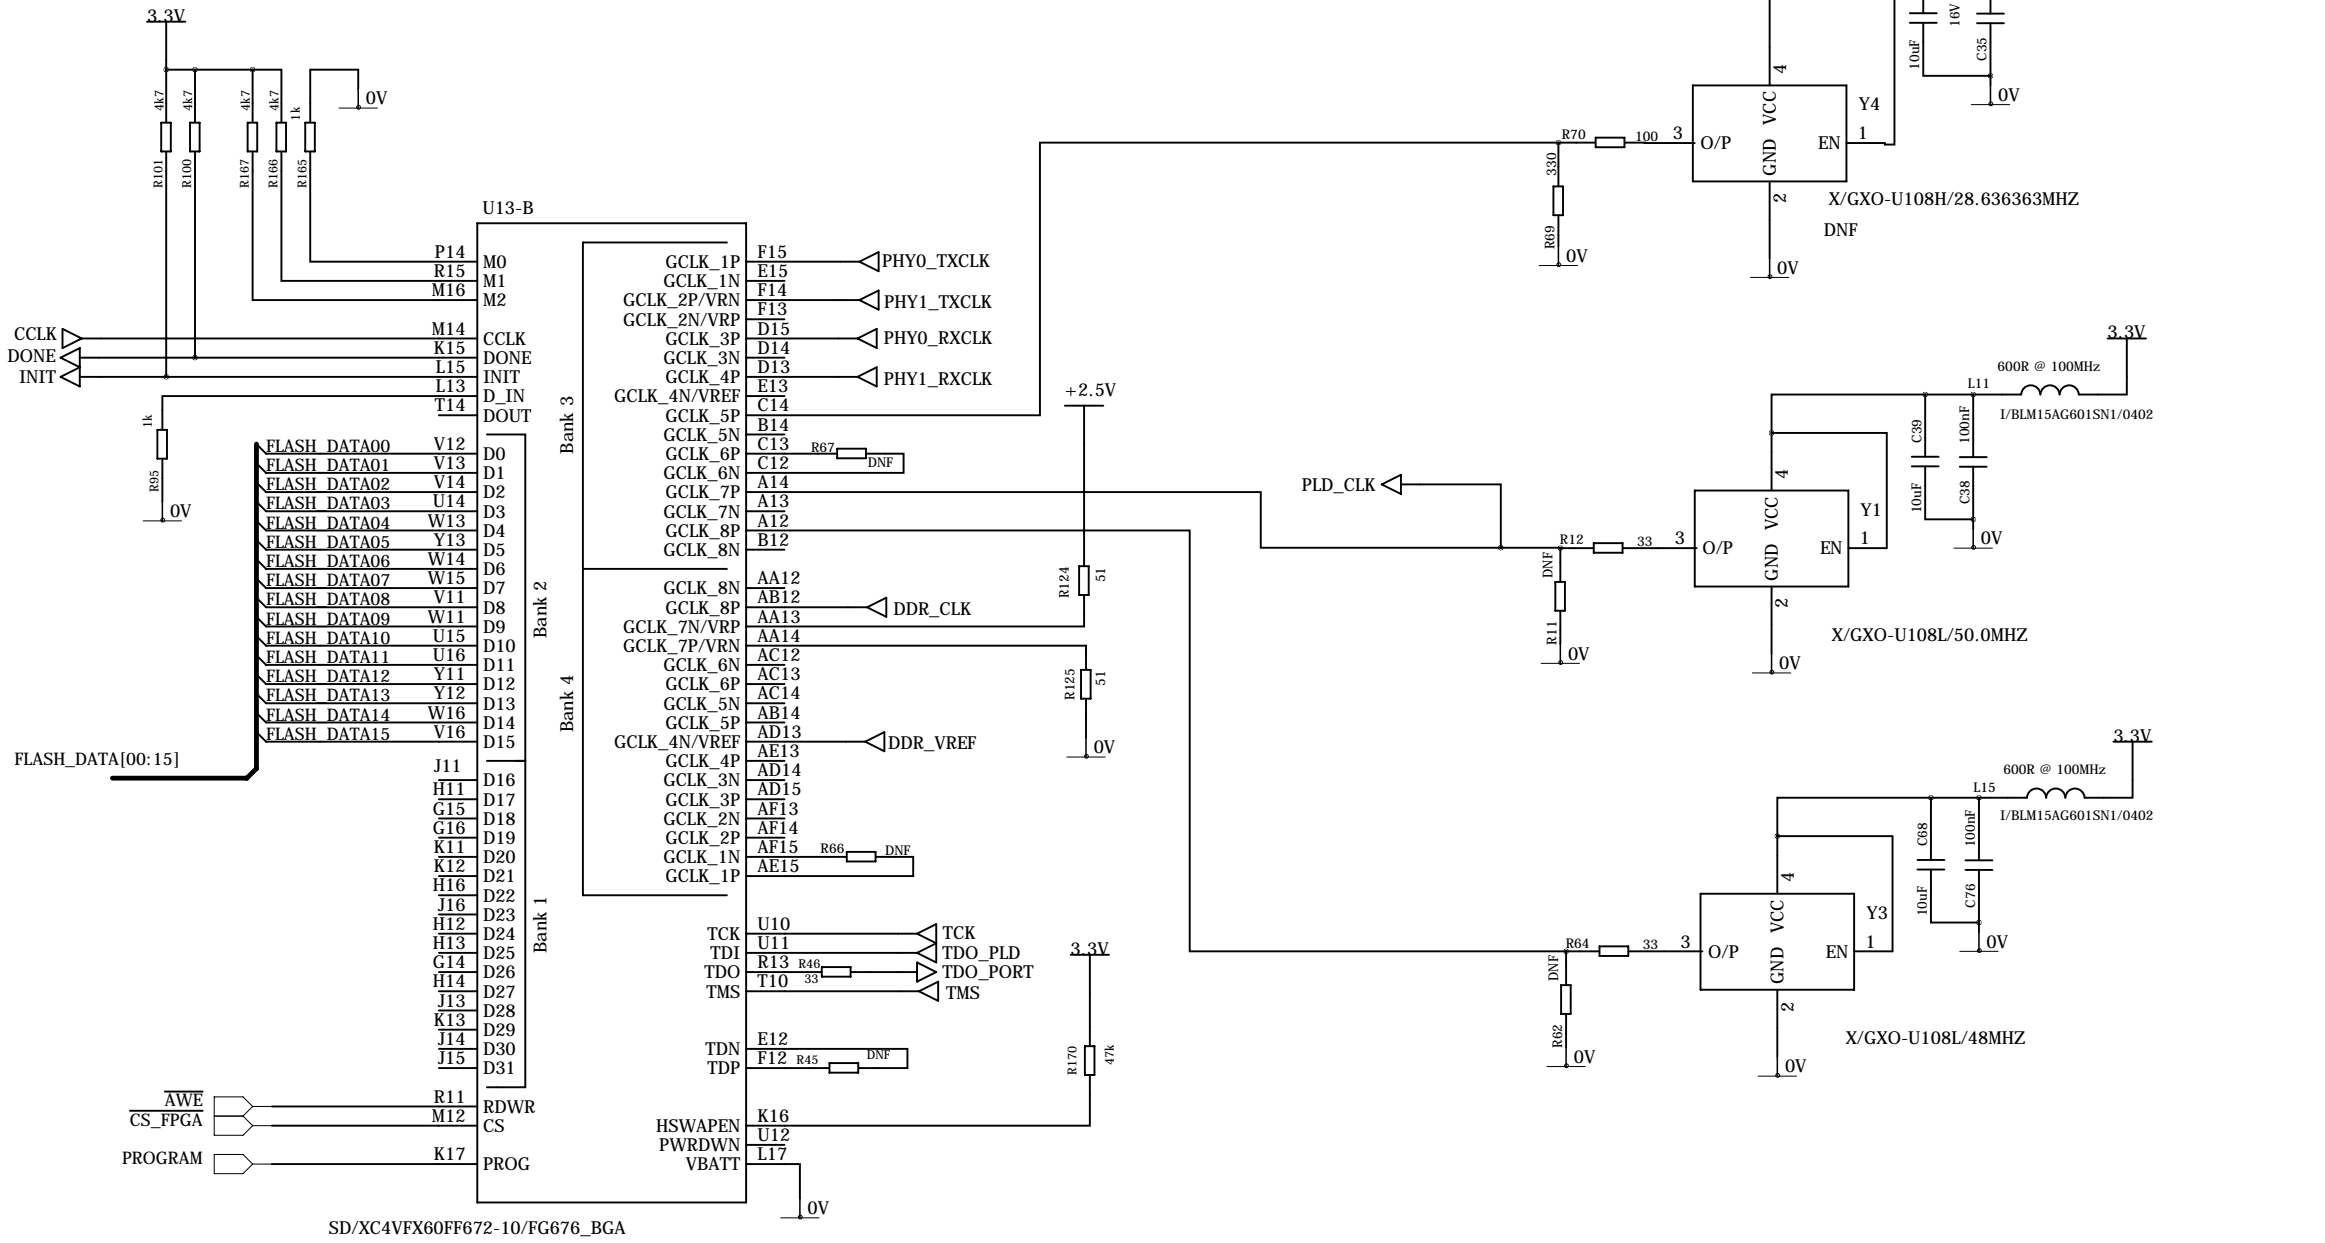 3.3V
0V
4k7
4k7
4k7
4k7
1k
R101
R100
R167
R166
R165
10uF
16V
C35
0V
4
VCC
GND
Y4
3
O/P
EN
1
2
R70
100
330
R69
0V
0V
X/GXO-U108H/28.636363MHZ
DNF
U13-B
P14 M0
R15 M1
M16 M2
CCLK M14 CCLK
DONE K15 DONE
INIT L15 INIT
L13 D_IN
T14 DOUT
1k
R95
0V
FLASH_DATA00 V12 D0
FLASH_DATA01 V13 D1
FLASH_DATA02 V14 D2
FLASH_DATA03 U14 D3
FLASH_DATA04 W13 D4
FLASH_DATA05 Y13 D5
FLASH_DATA06 W14 D6
FLASH_DATA07 W15 D7
FLASH_DATA08 V11 D8
FLASH_DATA09 W11 D9
FLASH_DATA10 U15 D10
FLASH_DATA11 U16 D11
FLASH_DATA12 Y11 D12
FLASH_DATA13 Y12 D13
FLASH_DATA14 W16 D14
FLASH_DATA15 V16 D15
FLASH_DATA[00:15]
J11 D16
H11 D17
G15 D18
G16 D19
K11 D20
K12 D21
H16 D22
J16 D23
H12 D24
H13 D25
G14 D26
H14 D27
J13 D28
K13 D29
J14 D30
J15 D31
AWE R11 RDWR
CS_FPGA M12 CS
PROGRAM K17 PROG
Bank 3
Bank 2
Bank 4
Bank 1
GCLK_1P F15 PHY0_TXCLK
GCLK_1N E15
GCLK_2P/VRN F14 PHY1_TXCLK
GCLK_2N/VRP F13
GCLK_3P D15 PHY0_RXCLK
GCLK_3N D14
GCLK_4P D13 PHY1_RXCLK
GCLK_4N/VREF E13
GCLK_5P C14
GCLK_5N B14
GCLK_6P C13 R67 DNF
GCLK_6N C12
GCLK_7P A14
GCLK_7N A13
GCLK_8P A12
GCLK_8N B12
GCLK_8N AA12
GCLK_8P AB12 DDR_CLK
GCLK_7N/VRP AA13
GCLK_7P/VRN AA14
GCLK_6N AC12
GCLK_6P AC13
GCLK_5N AC14
GCLK_5P AB14
GCLK_4N/VREF AD13 DDR_VREF
GCLK_4P AE13
GCLK_3N AD14
GCLK_3P AD15
GCLK_2N AF13
GCLK_2P AF14
GCLK_1N AF15 R66 DNF
GCLK_1P AE15
TCK U10 TCK
TDI U11 TDO_PLD
TDO R13 R46 33 TDO_PORT
TMS T10 TMS
TDN E12
TDP F12 R45 DNF
HSWAPEN K16
PWRDWN U12
VBATT L17
0V
+2.5V
R124
51
R125
51
0V
3.3V
R170
47k
PLD_CLK
R12
33
DNF
R11
0V
3.3V
600R @ 100MHz
L11
I/BLM15AG601SN1/0402
C39
100nF
10uF
C38
0V
4
VCC
GND
Y1
3
O/P
EN
1
2
0V
X/GXO-U108L/50.0MHZ
3.3V
600R @ 100MHz
L15
I/BLM15AG601SN1/0402
C68
100nF
10uF
C76
0V
4
VCC
GND
Y3
R64
33
3
O/P
EN
1
2
DNF
R62
0V
0V
X/GXO-U108L/48MHZ
SD/XC4VFX60FF672-10/FG676_BGA